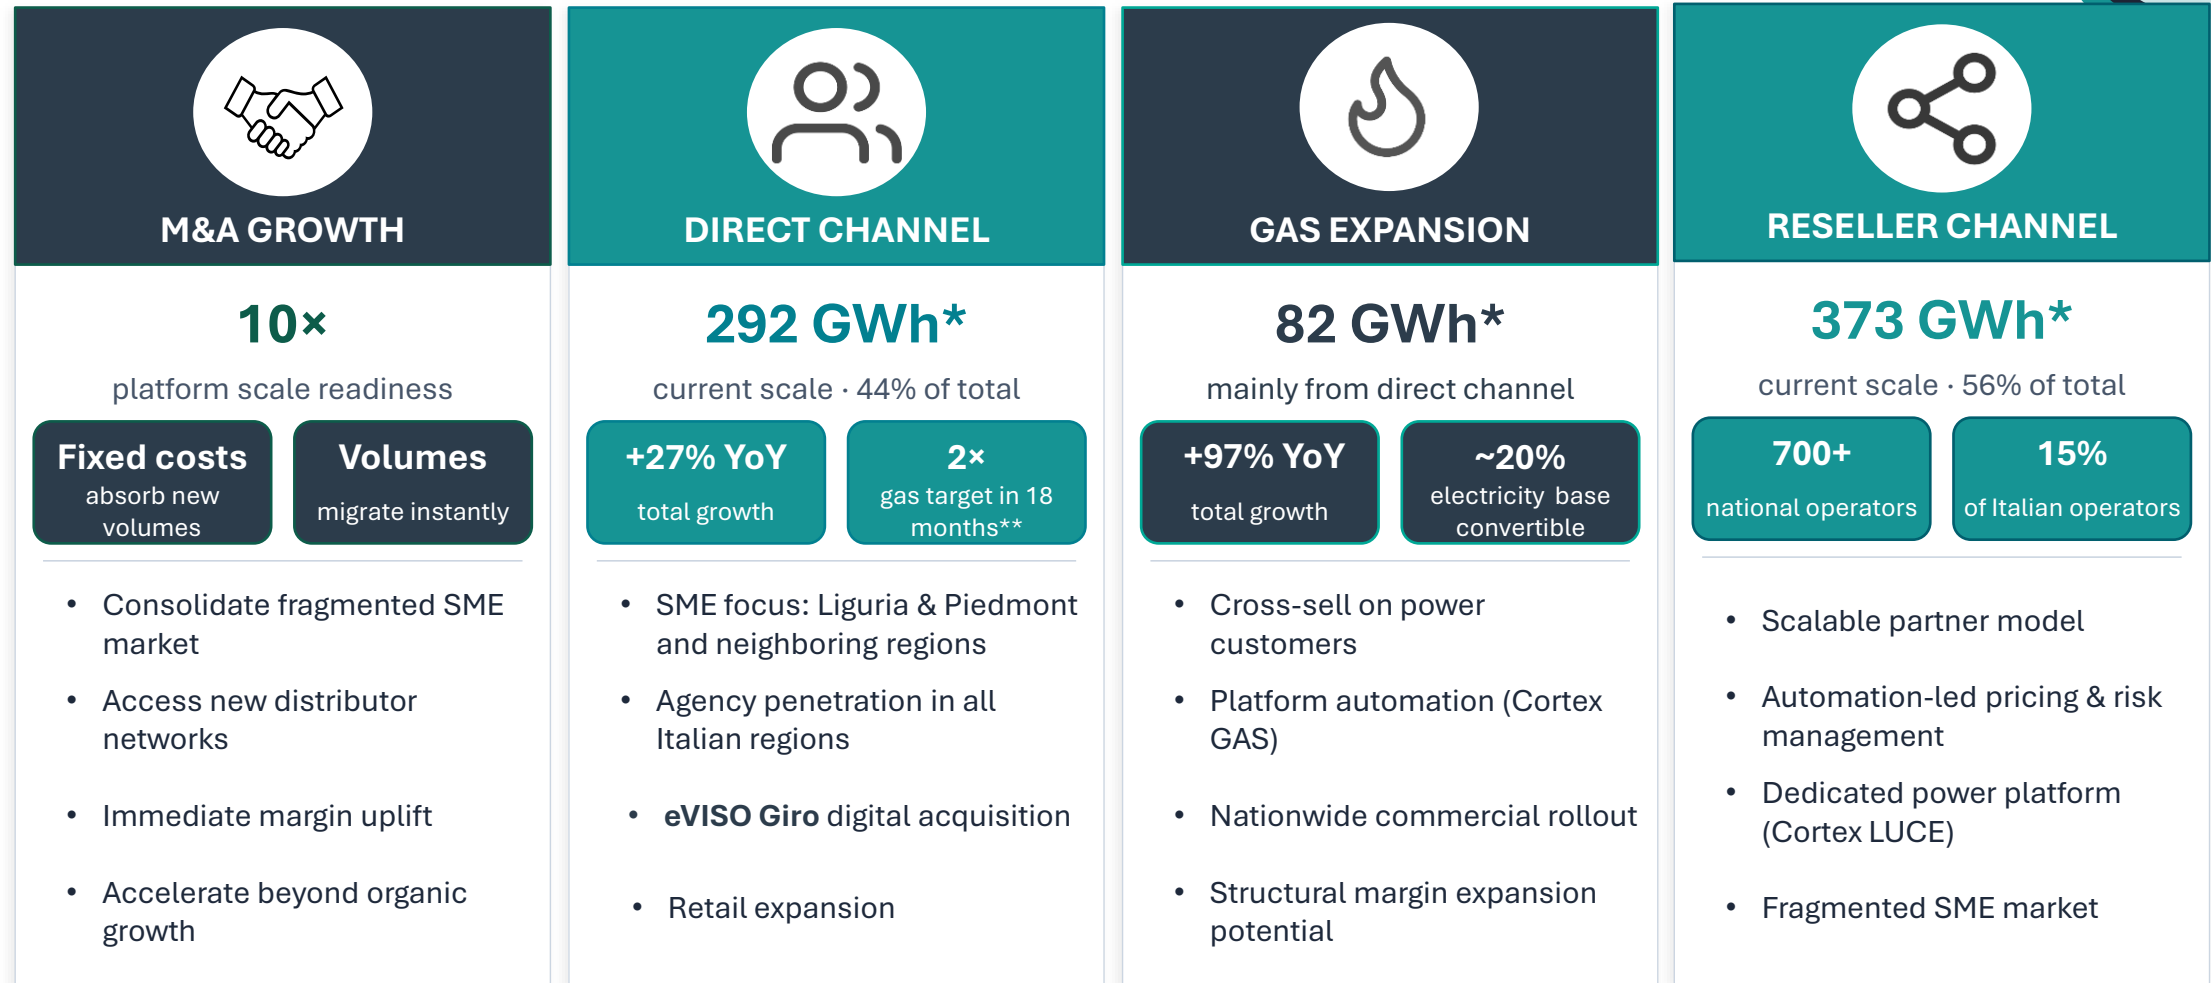 M&A GROWTH
10×
platform scale readiness
Fixed costs
absorb new
volumes
Volumes
migrate instantly
• Consolidate fragmented SME
market
• Access new distributor
networks
• Immediate margin uplift
• Accelerate beyond organic
growth
DIRECT CHANNEL
292 GWh*
current scale · 44% of total
+27% YoY
total growth
2×
gas target in 18
months**
• SME focus: Liguria & Piedmont
and neighboring regions
• Agency penetration in all
Italian regions
• eVISO Giro digital acquisition
• Retail expansion
GAS EXPANSION
82 GWh*
mainly from direct channel
+97% YoY
total growth
~20%
electricity base
convertible
• Cross-sell on power
customers
• Platform automation (Cortex
GAS)
• Nationwide commercial rollout
• Structural margin expansion
potential
RESELLER CHANNEL
373 GWh*
current scale · 56% of total
700+
national operators
15%
of Italian operators
• Scalable partner model
• Automation-led pricing & risk
management
• Dedicated power platform
(Cortex LUCE)
• Fragmented SME market